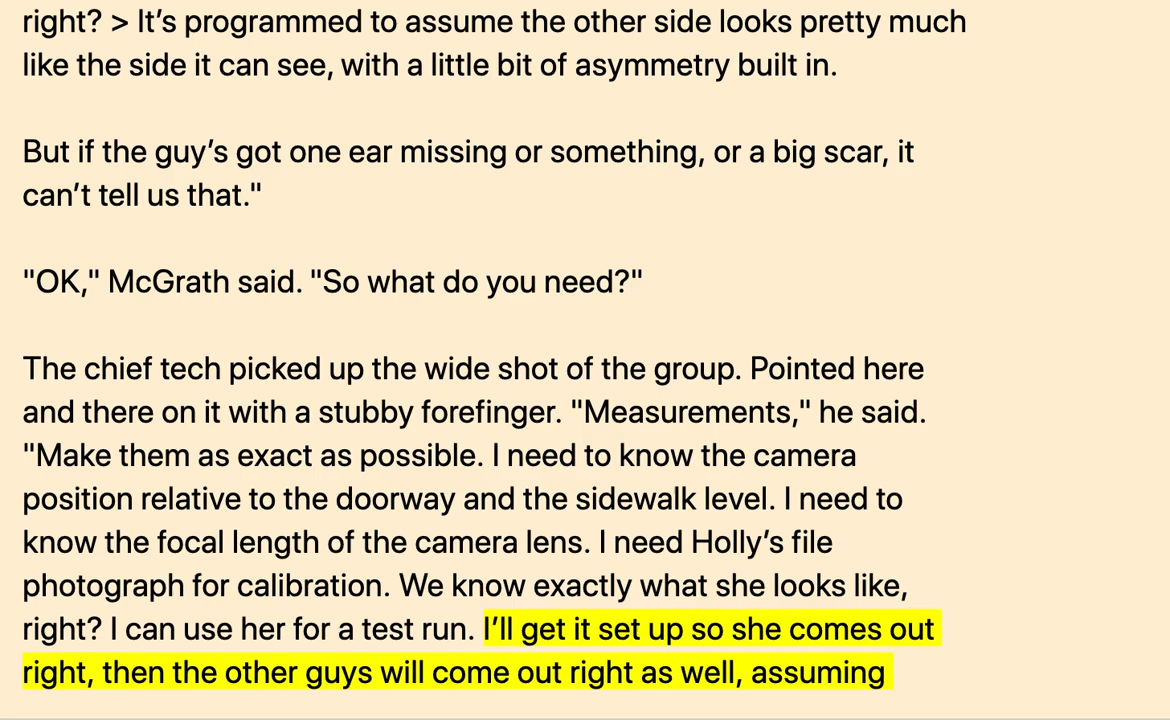 right? > It’s programmed to assume the other side looks pretty much
like the side it can see, with a little bit of asymmetry built in.
But if the guy’s got one ear missing or something, or a big scar, it
can’t tell us that."
"OK," McGrath said. "So what do you need?"
The chief tech picked up the wide shot of the group. Pointed here
and there on it with a stubby forefinger. "Measurements," he said.
"Make them as exact as possible. I need to know the camera
position relative to the doorway and the sidewalk level. I need to
know the focal length of the camera lens. I need Holly’s file
photograph for calibration. We know exactly what she looks like,
right? I can use her for a test run. I’ll get it set up so she comes out
right, then the other guys will come out right as well, assuming